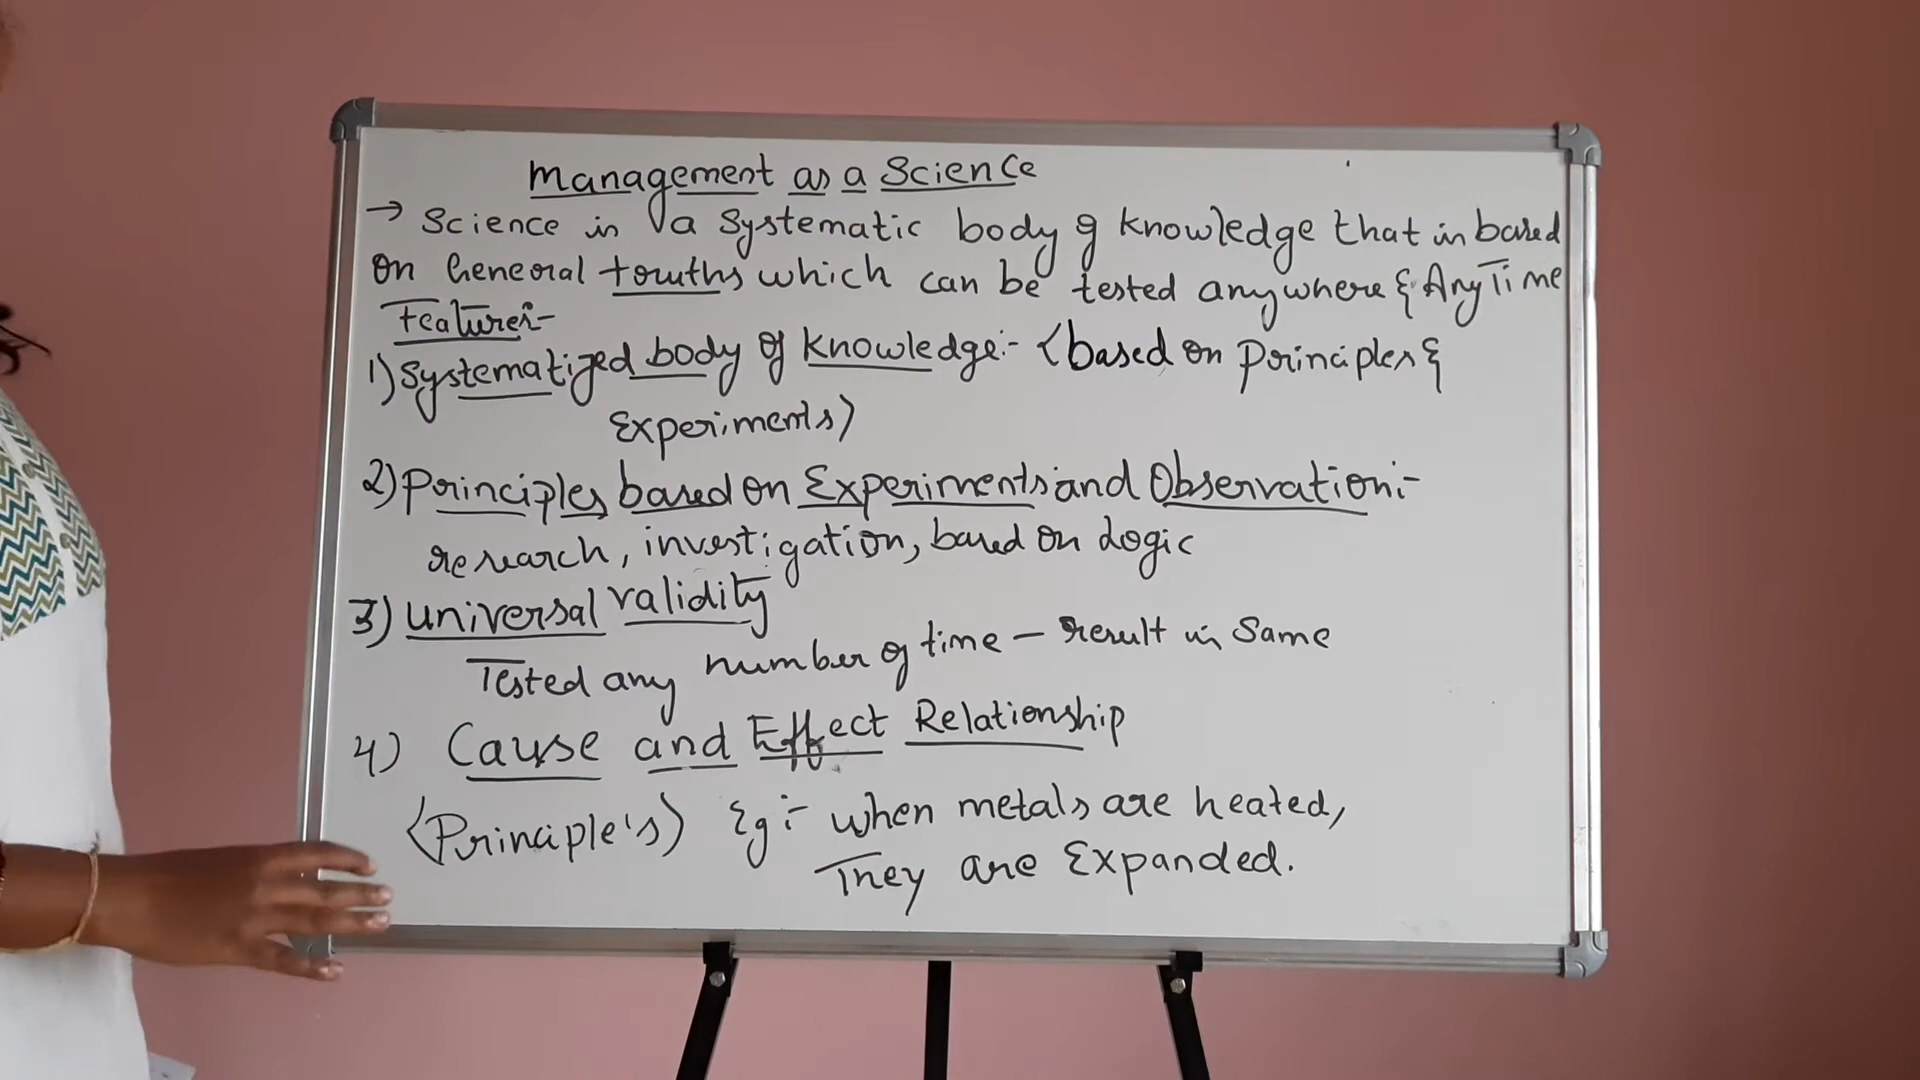 Management as a Science
→ Science is a Systematic body of knowledge that is based
on General truths which can be tested anywhere & AnyTime
Features:-
1) Systematized body of knowledge:- (based on Principles &
Experiments)
2) Principles based on Experiments and Observation:-
research, investigation, based on Logic
3) Universal validity
Tested any number of time - result is Same
4) Cause and Effect Relationship
(Principle's) Eg:- when metals are heated,
They are Expanded.